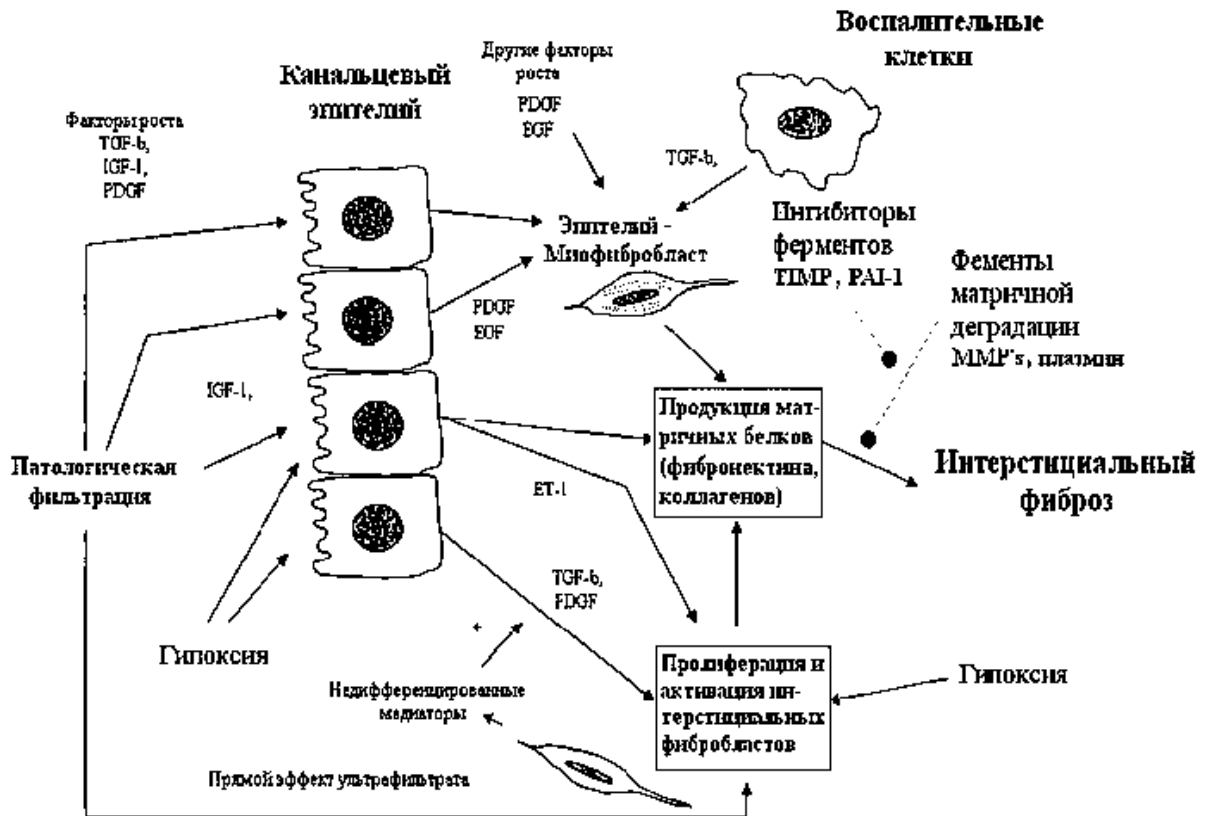 Воспалительные
клетки
Другие факторы
роста
PDGF
EGF
Канальцевый
эпителий
Факторы роста
TGF-b,
IGF-1,
PDGF
TGF-b,
Ингибиторы
ферментов
TIMP, PAI-1
Эпителий -
Миофибробласт
Фементы
матричной
деградации
MMP's, плазмин
PDGF
EGF
IGF-1,
Продукция мат-
ричных белков
(фибронектина,
коллагенов)
Патологическая
фильтрация
Интерстициальный
фиброз
ET-1
TGF-b,
PDGF
+
Гипоксия
Пролиферация и
активация ин-
терстициальных
фибробластов
Гипоксия
Недифференцированные
медиаторы
Прямой эффект ультрафильтрата